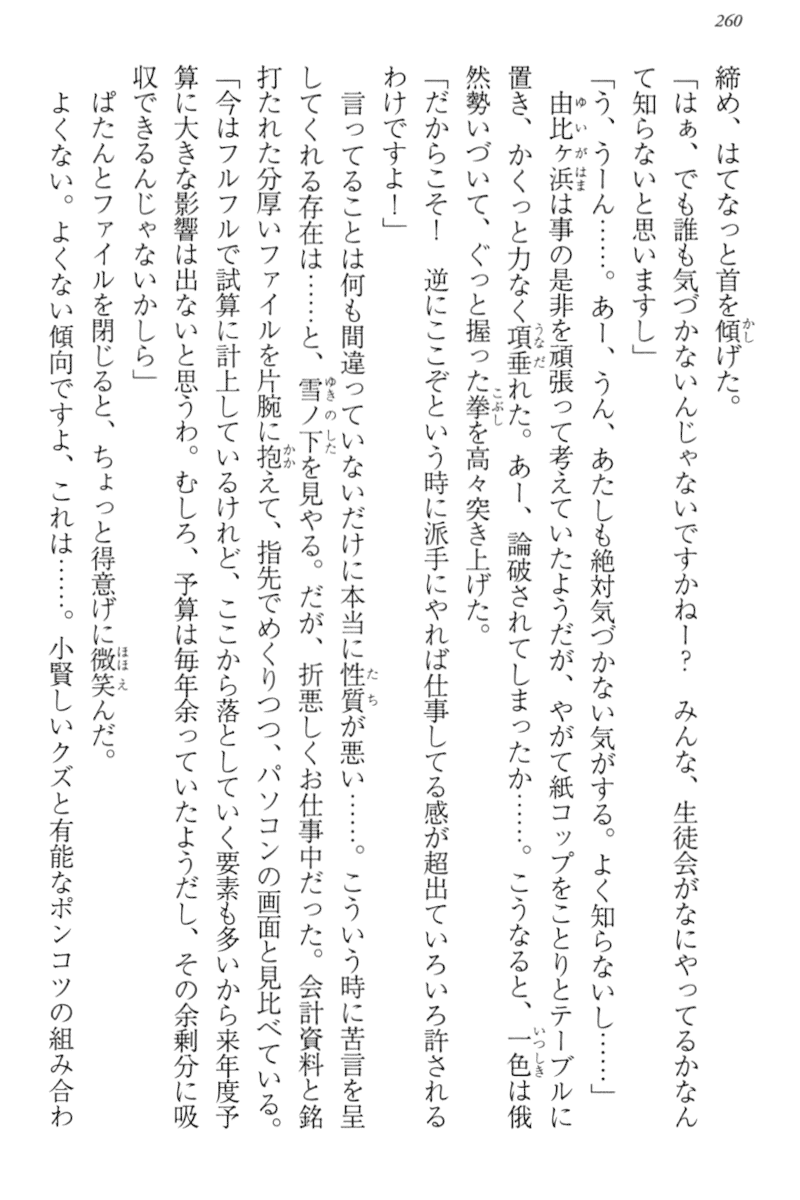 260
締め、はてなっと首を傾げた。
「はぁ、でも誰も気づかないんじゃないですかねー？　みんな、生徒会がなにやってるかなん
て知らないと思いますし」
「う、うーん……。あー、うん、あたしも絶対気づかない気がする。よく知らないし……」
由比ヶ浜は事の是非を頑張って考えていたようだが、やがて紙コップをことりとテーブルに
置き、かくっと力なく項垂れた。あー、論破されてしまったか……。こうなると、一色は俄
然勢いづいて、ぐっと握った拳を高々突き上げた。
「だからこそ！　逆にここぞという時に派手にやれば仕事してる感が超出ていろいろ許される
わけですよ！」
言ってることは何も間違っていないだけに本当に性質が悪い……。こういう時に苦言を呈
してくれる存在は……と、雪ノ下を見やる。だが、折悪しくお仕事中だった。会計資料と銘
打たれた分厚いファイルを片腕に抱えて、指先でめくりつつ、パソコンの画面と見比べている。
「今はフルフルで試算に計上しているけれど、ここから落としていく要素も多いから来年度予
算に大きな影響は出ないと思うわ。むしろ、予算は毎年余っていたようだし、その余剰分に吸
収できるんじゃないかしら」
ぱたんとファイルを閉じると、ちょっと得意げに微笑んだ。
よくない。よくない傾向ですよ、これは……。小賢しいクズと有能なポンコツの組み合わ